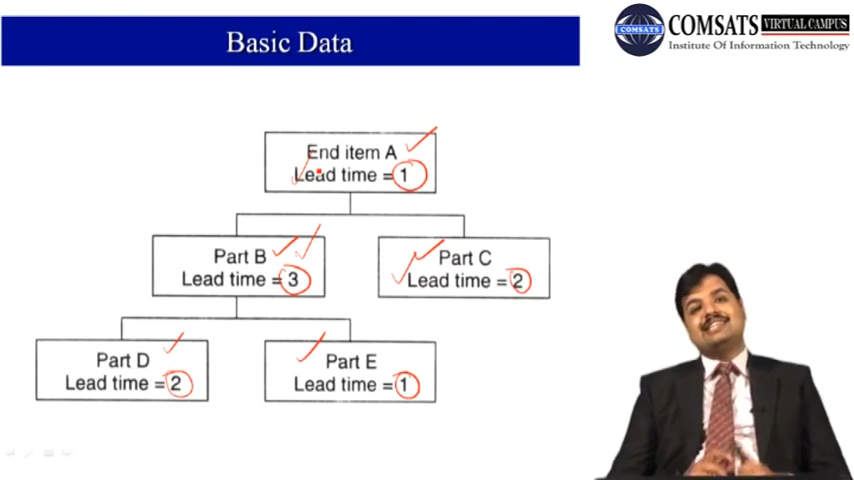 Basic Data
COMSATS VIRTUAL CAMPUS
COMSATS
Institute Of Information Technology
End item A
Lead time = 1
Part B
Lead time = 3
Part C
Lead time = 2
Part D
Lead time = 2
Part E
Lead time = 1